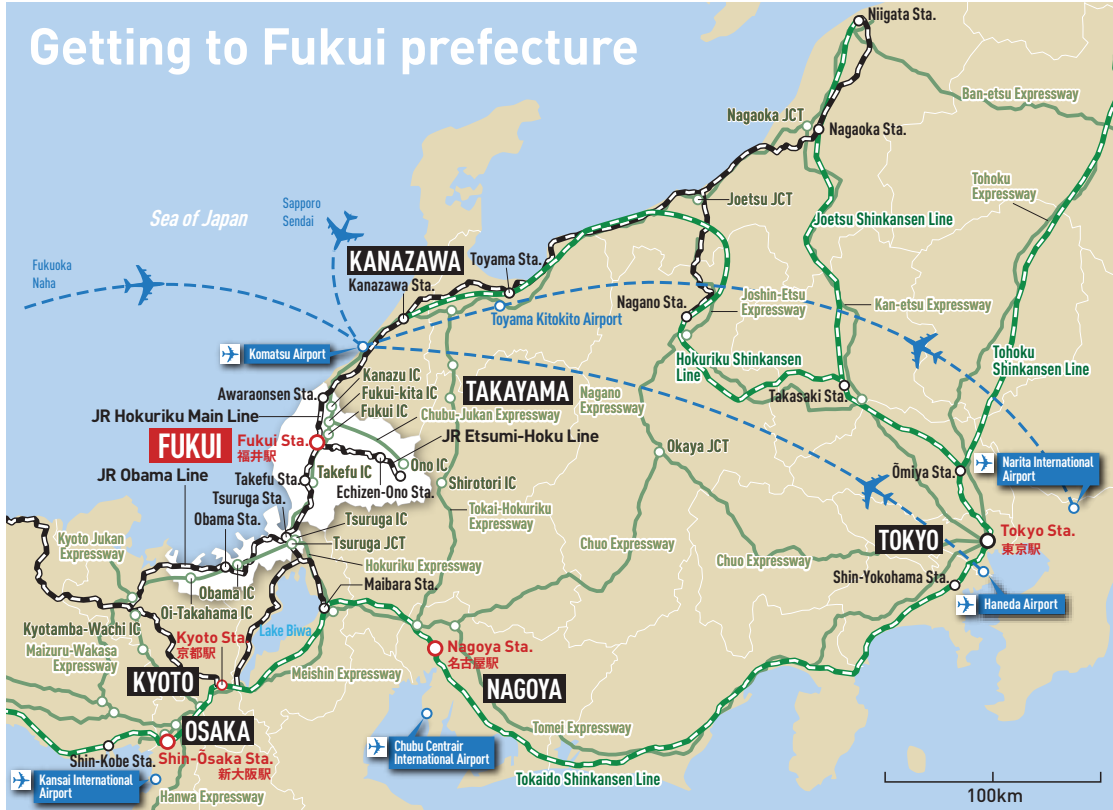 Getting to Fukui prefecture
Niigata Sta.
Ban-etsu Expressway
Nagaoka JCT
Nagaoka Sta.
Tohoku
Expressway
Joetsu JCT
Joetsu Shinkansen Line
Sea of Japan
Sapporo
Sendai
Fukuoka
Naha
KANAZAWA
Kanazawa Sta.
Toyama Sta.
Toyama Kitokito Airport
Nagano Sta.
Joshin-Etsu
Expressway
Kan-etsu Expressway
Komatsu Airport
Hokuriku Shinkansen
Line
Tohoku
Shinkansen Line
Takasaki Sta.
Kanazu IC
Fukui-kita IC
Fukui IC
Awaraonsen Sta.
TAKAYAMA
Nagano
Expressway
Chubu-Jukan Expressway
JR Hokuriku Main Line
JR Etsumi-Hoku Line
FUKUI
Fukui Sta.
福井駅
Okaya JCT
JR Obama Line
Takefu IC
Takefu Sta.
Ono IC
Echizen-Ono Sta.
Shirotori IC
Ōmiya Sta.
Narita International
Airport
Tsuruga Sta.
Obama Sta.
Tsuruga IC
Tokai-Hokuriku
Expressway
Kyoto Jukan
Expressway
Tsuruga JCT
Chuo Expressway
TOKYO
Tokyo Sta.
東京駅
Hokuriku Expressway
Chuo Expressway
Maibara Sta.
Shin-Yokohama Sta.
Obama IC
Oi-Takahama IC
Haneda Airport
Kyotamba-Wachi IC
Lake Biwa
Kyoto Sta.
京都駅
Maizuru-Wakasa
Expressway
Nagoya Sta.
名古屋駅
Meishin Expressway
KYOTO
NAGOYA
OSAKA
Tomei Expressway
Chubu Centrair
International Airport
Shin-Kobe Sta.
Shin-Ōsaka Sta.
新大阪駅
Tokaido Shinkansen Line
Kansai International
Airport
Hanwa Expressway
100km